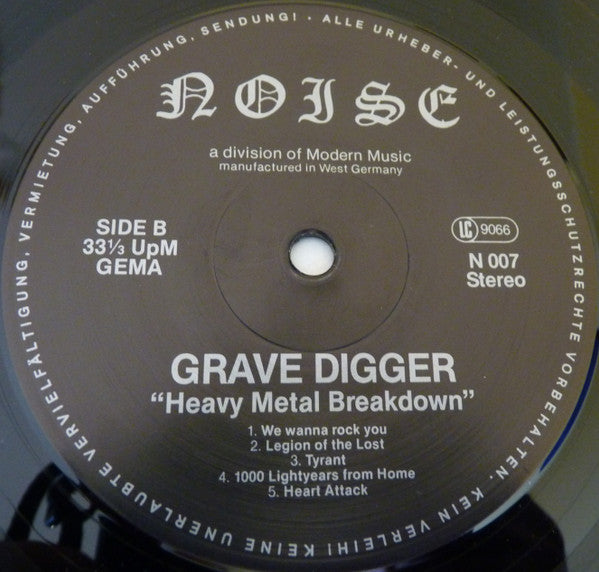 NOISE
a division of Modern Music
manufactured in West Germany
SIDE B
33⅓ UpM
GEMA
LC 9066
N 007
Stereo
GRAVE DIGGER
“Heavy Metal Breakdown”
1. We wanna rock you
2. Legion of the Lost
3. Tyrant
4. 1000 Lightyears from Home
5. Heart Attack
ALLE URHEBER- UND LEISTUNGSSCHUTZRECHTE VORBEHALTEN · KEIN VERLEIH! KEINE UNERLAUBTE VERVIELFÄLTIGUNG, VERMIETUNG, AUFFÜHRUNG, SENDUNG! ·